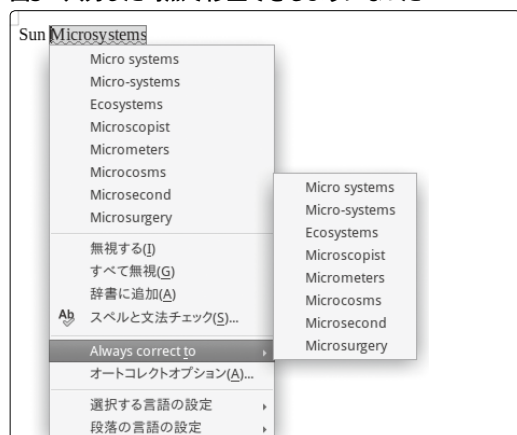 Sun Microsystems
Micro systems
Micro-systems
Ecosystems
Microscopist
Micrometers
Microcosms
Microsecond
Microsurgery
無視する(I)
すべて無視(G)
辞書に追加(A)
スペルと文法チェック(S)...
Always correct to
オートコレクトオプション(A)...
選択する言語の設定
段落の言語の設定
Micro systems
Micro-systems
Ecosystems
Microscopist
Micrometers
Microcosms
Microsecond
Microsurgery